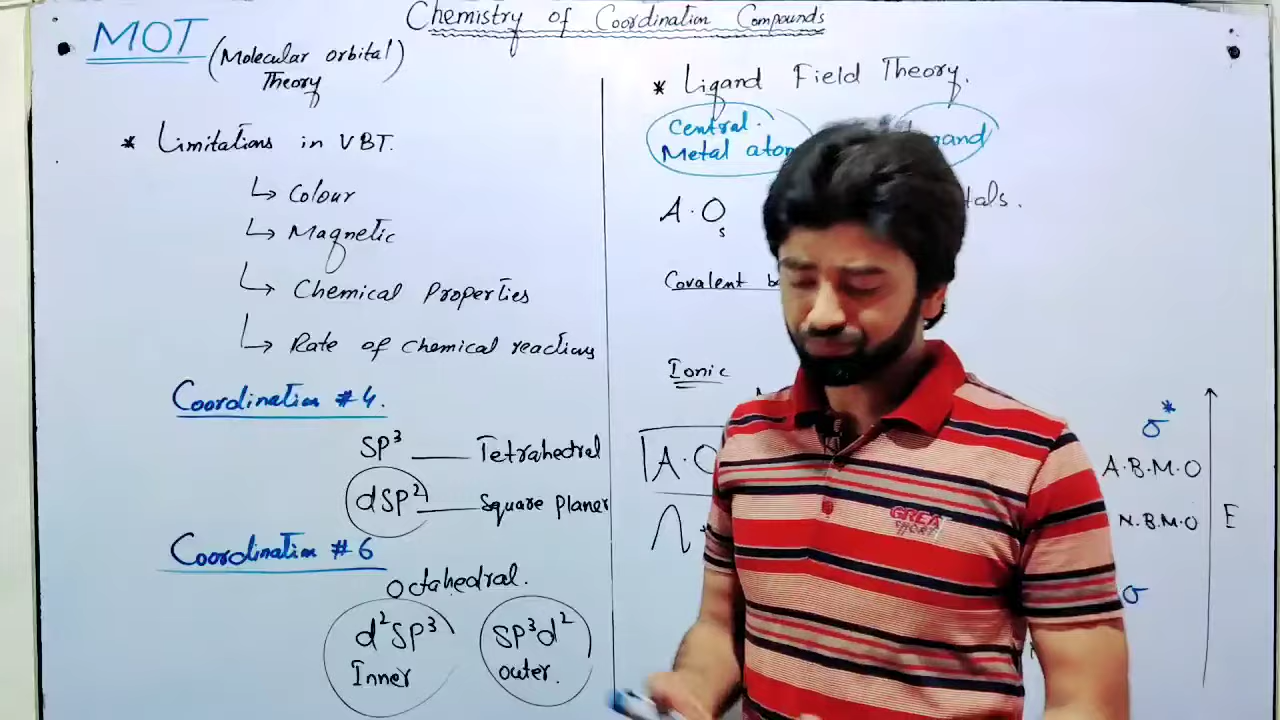 Chemistry of Coordination Compounds
MOT (Molecular orbital
Theory)
* Limitations in VBT.
↳ Colour
↳ Magnetic
↳ Chemical Properties
↳ Rate of chemical reactions
Coordination #4.
SP³ — Tetrahedral
dSP² — Square Planer
Coordination #6
Octahedral.
d²SP³ SP³d²
Inner outer.
* Ligand Field Theory.
Central
Metal atom
A.O
s
Covalent
Ionic
A.O
σ*
A.B.M.O
N.B.M.O
E
σ
GREA
SPORT